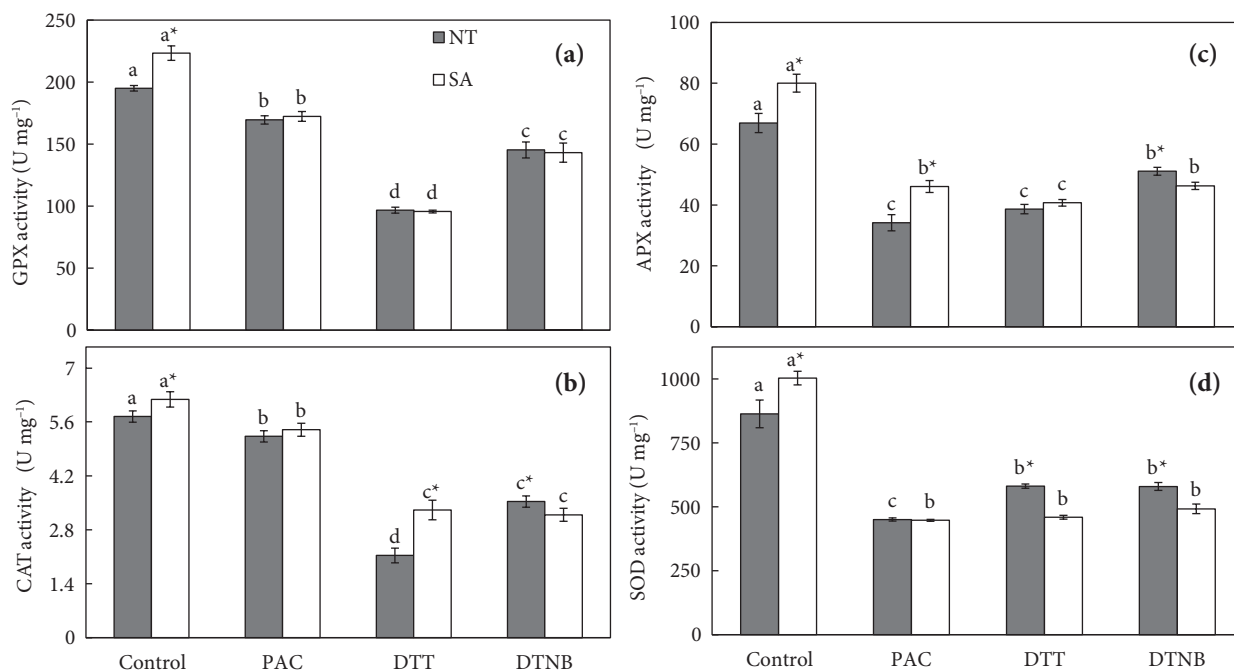 GPX activity (U mg⁻¹)
250
200
150
100
50
0
a
a*
b
b
d
d
c
c
NT
SA
(a)
APX activity (U mg⁻¹)
100
80
60
40
20
0
a
a*
c
b*
c
c
b*
b
(c)
CAT activity (U mg⁻¹)
7
5.6
4.2
2.8
1.4
0
a
a*
b
b
d
c*
c*
c
(b)
Control PAC DTT DTNB
SOD activity (U mg⁻¹)
1000
750
500
250
0
a
a*
c
b
b*
b
b*
b
(d)
Control PAC DTT DTNB